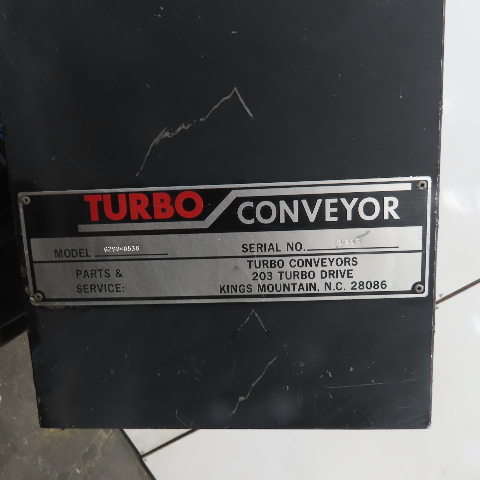 TURBO CONVEYOR
MODEL SERIAL NO.
PARTS & SERVICE: TURBO CONVEYORS
203 TURBO DRIVE
KINGS MOUNTAIN, N.C. 28086